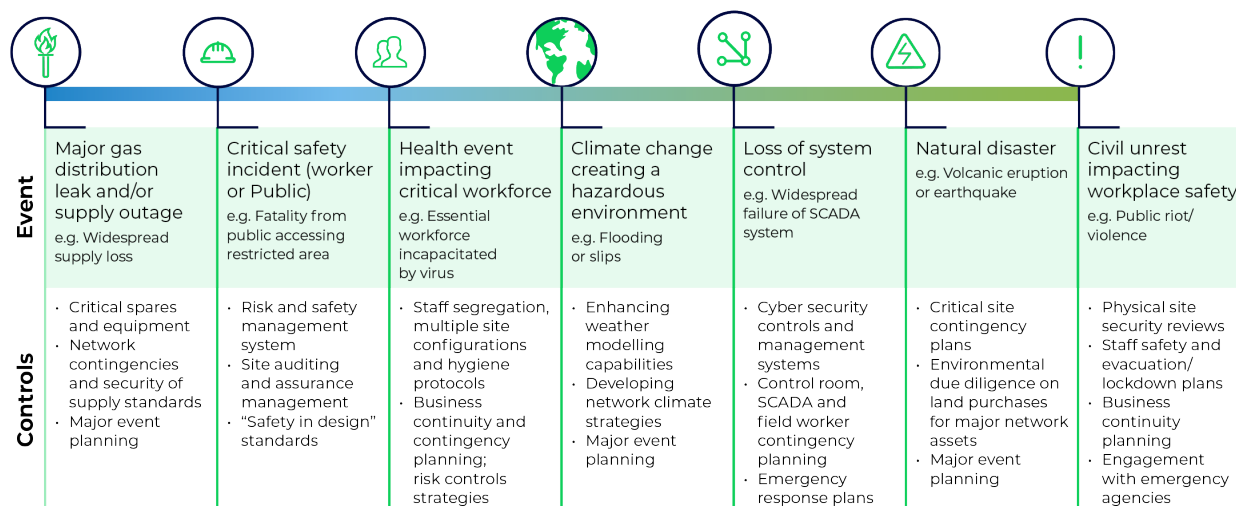 Event
Major gas
distribution
leak and/or
supply outage
e.g. Widespread
supply loss
Critical safety
incident (worker
or Public)
e.g. Fatality from
public accessing
restricted area
Health event
impacting
critical workforce
e.g. Essential
workforce
incapacitated
by virus
Climate change
creating a
hazardous
environment
e.g. Flooding
or slips
Loss of system
control
e.g. Widespread
failure of SCADA
system
Natural disaster
e.g. Volcanic eruption
or earthquake
Civil unrest
impacting
workplace safety
e.g. Public riot/
violence
Controls
• Critical spares
and equipment
• Network
contingencies
and security of
supply standards
• Major event
planning
• Risk and safety
management
system
• Site auditing
and assurance
management
• “Safety in design”
standards
• Staff segregation,
multiple site
configurations
and hygiene
protocols
• Business
continuity and
contingency
planning;
risk controls
strategies
• Enhancing
weather
modelling
capabilities
• Developing
network climate
strategies
• Major event
planning
• Cyber security
controls and
management
systems
• Control room,
SCADA and
field worker
contingency
planning
• Emergency
response plans
• Critical site
contingency
plans
• Environmental
due diligence on
land purchases
for major network
assets
• Major event
planning
• Physical site
security reviews
• Staff safety and
evacuation/
lockdown plans
• Business
continuity
planning
• Engagement
with emergency
agencies